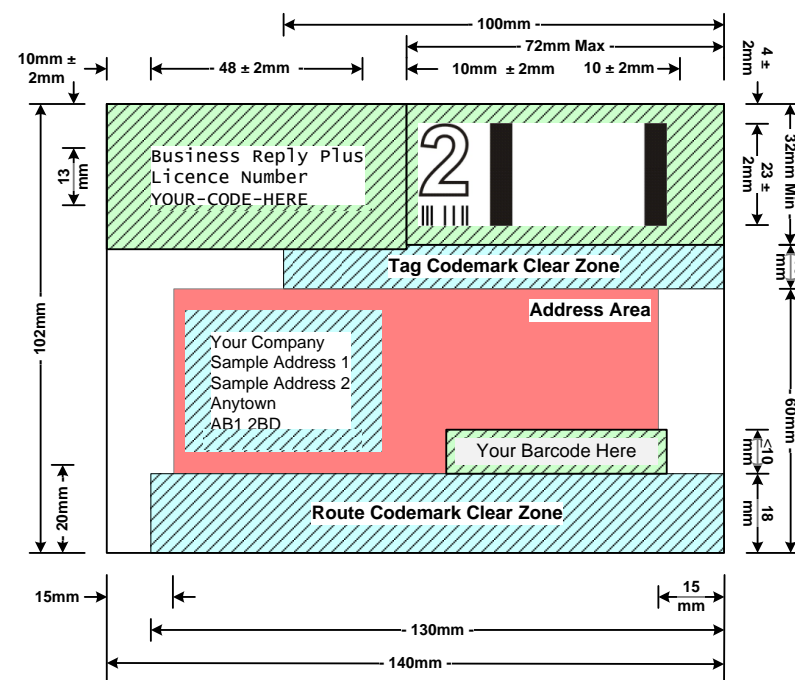 100mm
- 72mm Max -
10mm ±
2mm
- 48 ± 2mm -
10mm ± 2mm
10 ± 2mm
4 ±
2mm
Business Reply Plus
Licence Number
YOUR-CODE-HERE
2
13
mm
23 ±
2mm
32mm Min -
Tag Codemark Clear Zone
mm
Address Area
- 102mm -
Your Company
Sample Address 1
Sample Address 2
Anytown
AB1 2BD
- 60mm -
Your Barcode Here
≤10
mm
- 20mm -
Route Codemark Clear Zone
18
mm
15mm
15
mm
- 130mm -
- 140mm -